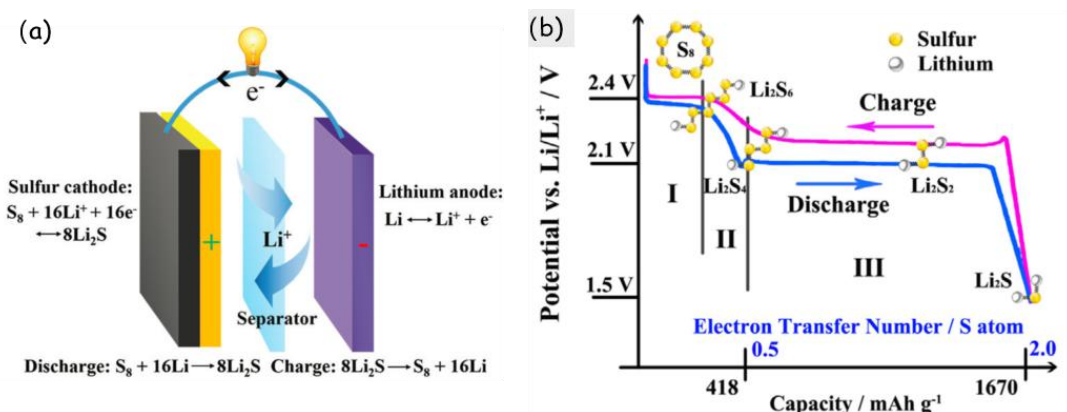 (a)
e-
Sulfur cathode:
S₈ + 16Li⁺ + 16e⁻
⟷8Li₂S
+
Li⁺
Separator
-
Lithium anode:
Li ⟷ Li⁺ + e⁻
Discharge: S₈ + 16Li → 8Li₂S Charge: 8Li₂S → S₈ + 16Li
(b)
Potential vs. Li/Li⁺ / V
2.4 V
2.1 V
1.5 V
S₈
Sulfur
Lithium
Li₂S₆
Charge
Li₂S₄
Li₂S₂
Discharge
I
II
III
Li₂S
Electron Transfer Number / S atom
0.5
2.0
418
1670
Capacity / mAh g⁻¹